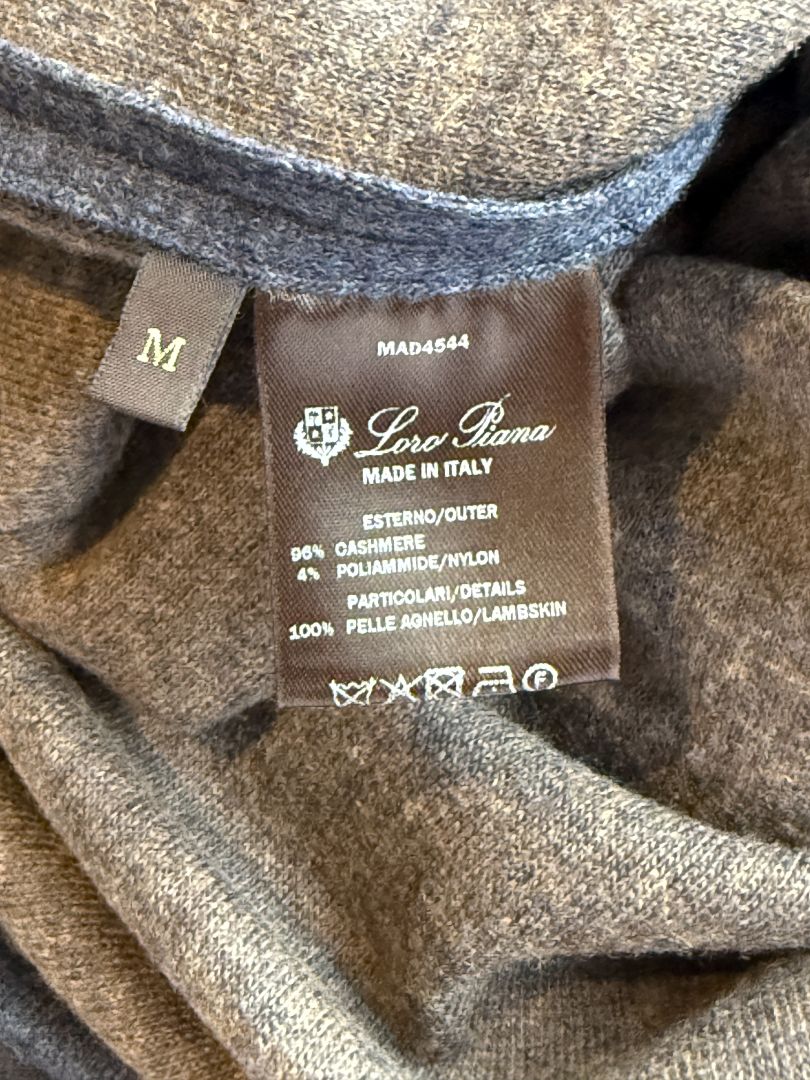 M
MAD4544
Loro Piana
MADE IN ITALY
ESTERNO/OUTER
96% CASHMERE
4% POLIAMMIDE/NYLON
PARTICOLARI/DETAILS
100% PELLE AGNELLO/LAMBSKIN
F